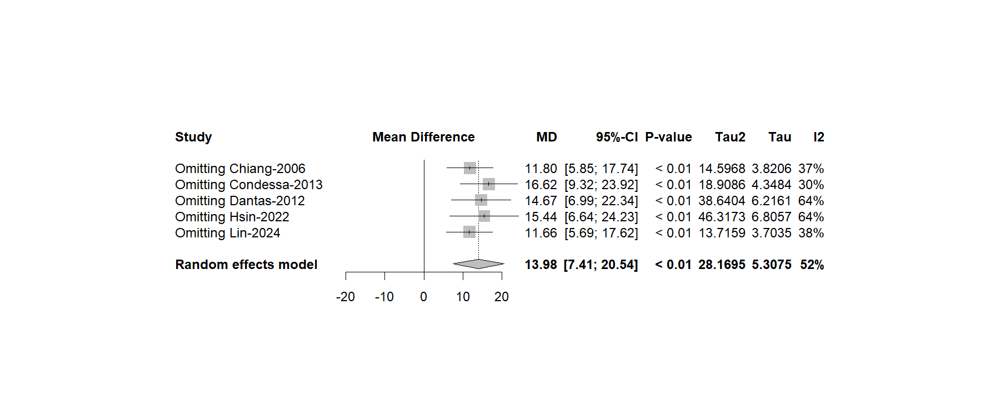 Study Mean Difference MD 95%-CI P-value Tau2 Tau I2
Omitting Chiang-2006 11.80 [5.85; 17.74] < 0.01 14.5968 3.8206 37%
Omitting Condessa-2013 16.62 [9.32; 23.92] < 0.01 18.9086 4.3484 30%
Omitting Dantas-2012 14.67 [6.99; 22.34] < 0.01 38.6404 6.2161 64%
Omitting Hsin-2022 15.44 [6.64; 24.23] < 0.01 46.3173 6.8057 64%
Omitting Lin-2024 11.66 [5.69; 17.62] < 0.01 13.7159 3.7035 38%
Random effects model 13.98 [7.41; 20.54] < 0.01 28.1695 5.3075 52%
-20 -10 0 10 20